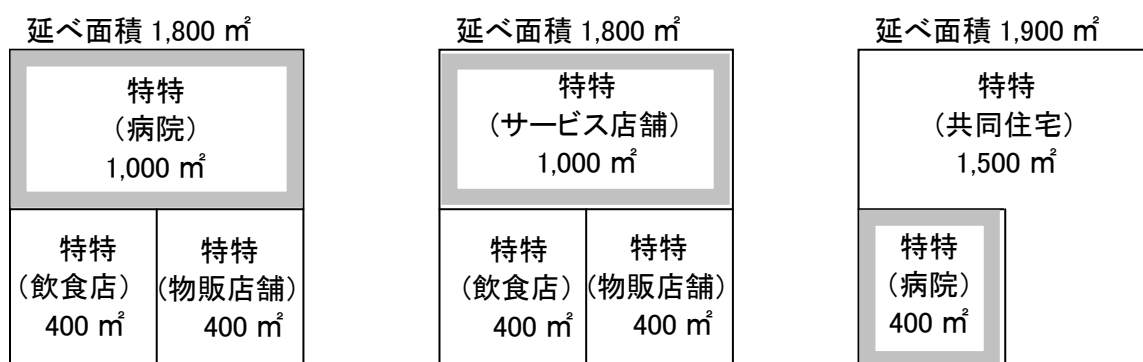 延べ面積 1,800 ㎡
特特
（病院）
1,000 ㎡
特特
（飲食店）
400 ㎡
特特
（物販店舗）
400 ㎡
延べ面積 1,800 ㎡
特特
（サービス店舗）
1,000 ㎡
特特
（飲食店）
400 ㎡
特特
（物販店舗）
400 ㎡
延べ面積 1,900 ㎡
特特
（共同住宅）
1,500 ㎡
特特
（病院）
400 ㎡